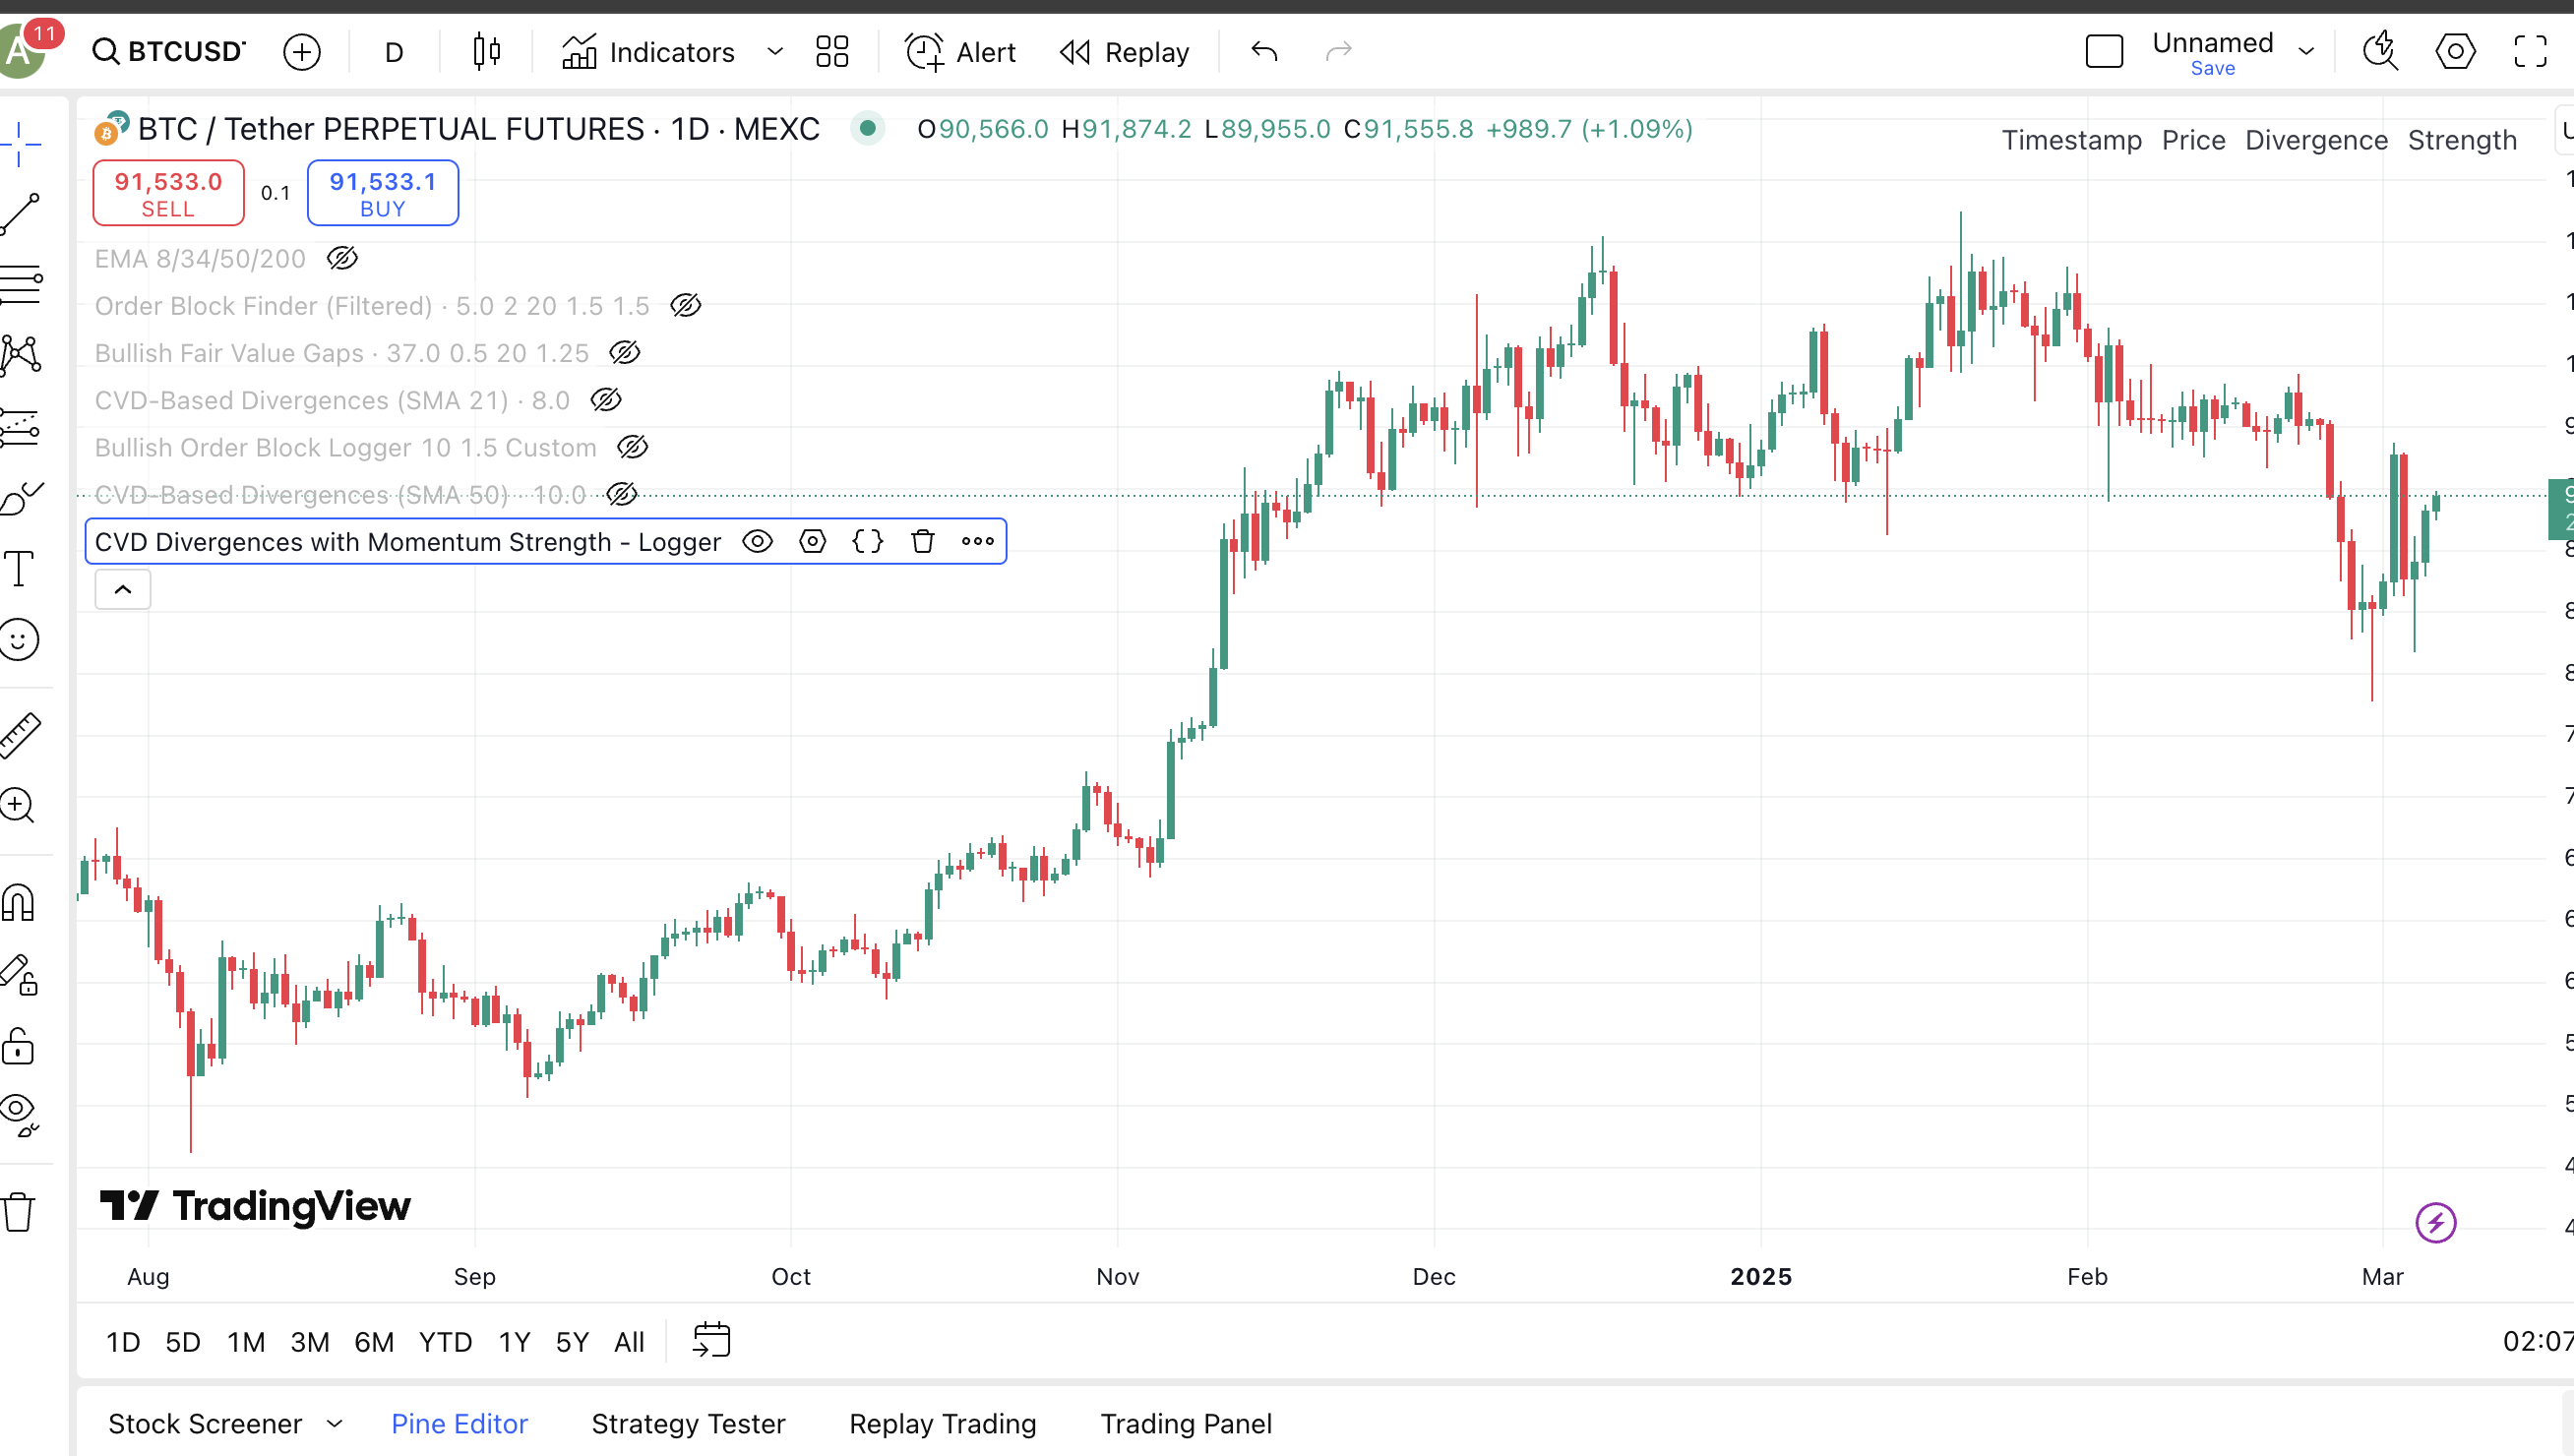 A 11 BTCUSDT D Indicators Alert Replay Unnamed
Save
BTC / Tether PERPETUAL FUTURES · 1D · MEXC O90,566.0 H91,874.2 L89,955.0 C91,555.8 +989.7 (+1.09%)
Timestamp Price Divergence Strength
91,533.0 0.1 91,533.1
SELL BUY
EMA 8/34/50/200
Order Block Finder (Filtered) · 5.0 2 20 1.5 1.5
Bullish Fair Value Gaps · 37.0 0.5 20 1.25
CVD-Based Divergences (SMA 21) · 8.0
Bullish Order Block Logger 10 1.5 Custom
CVD-Based Divergences (SMA 50) · 10.0
CVD Divergences with Momentum Strength - Logger
TradingView
Aug Sep Oct Nov Dec 2025 Feb Mar
1D 5D 1M 3M 6M YTD 1Y 5Y All 02:07
Stock Screener Pine Editor Strategy Tester Replay Trading Trading Panel